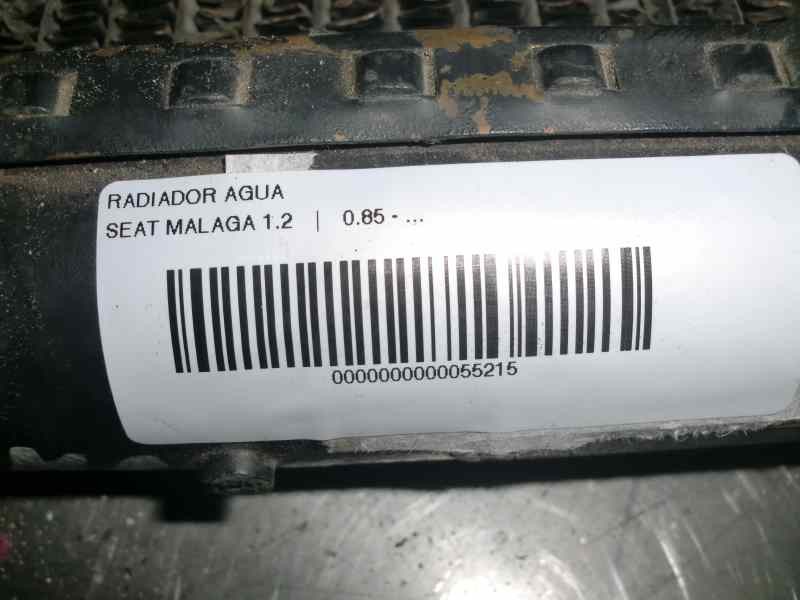 RADIADOR AGUA
SEAT MALAGA 1.2 | 0.85 - ...
0000000000055215